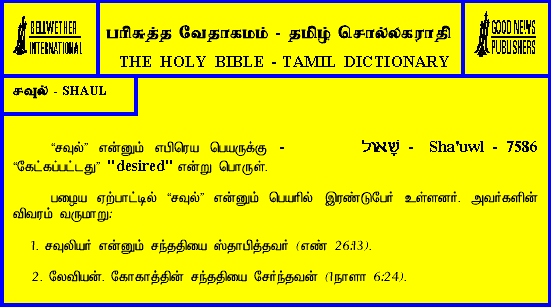 BELLWETHER
INTERNATIONAL
பரிசுத்த வேதாகமம் - தமிழ் சொல்லகராதி
THE HOLY BIBLE - TAMIL DICTIONARY
GOOD NEWS
PUBLISHERS
சவுல் - SHAUL
“சவுல்” என்னும் எபிரெய பெயருக்கு - שָׁאוּל - Sha'uwl - 7586
“கேட்கப்பட்டது” "desired" என்று பொருள்.
பழைய ஏற்பாட்டில் “சவுல்” என்னும் பெயரில் இரண்டுபேர் உள்ளனர். அவர்களின்
விவரம் வருமாறு:
1. சவுலியர் என்னும் சந்ததியை ஸ்தாபித்தவர் (எண் 26:13).
2. லேவியன். கோகாத்தின் சந்ததியை சேர்ந்தவன் (1நாளா 6:24).